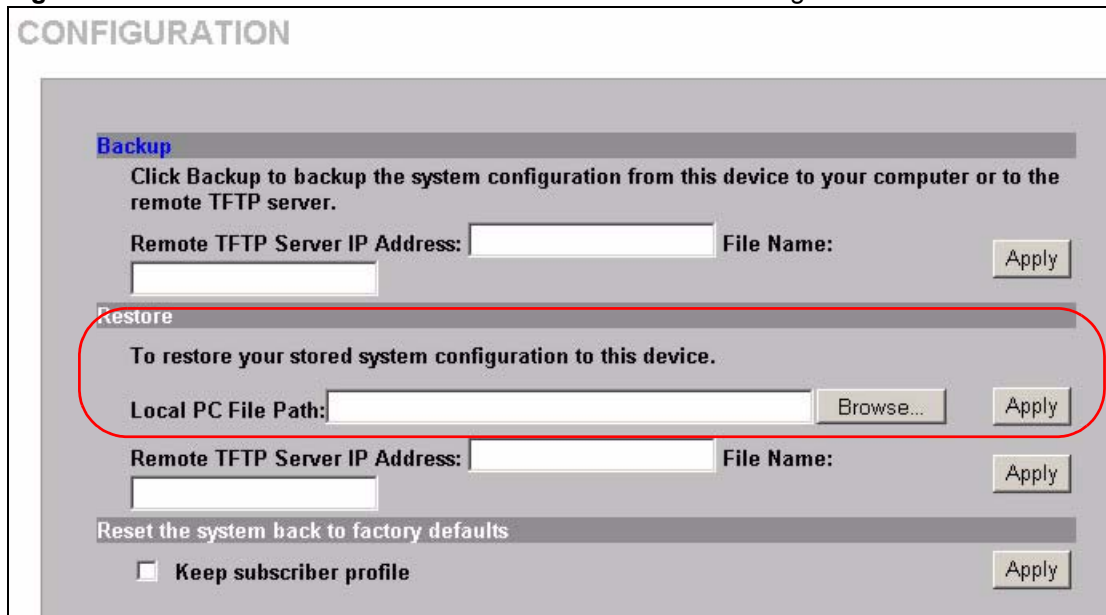 CONFIGURATION
Backup
Click Backup to backup the system configuration from this device to your computer or to the
remote TFTP server.
Remote TFTP Server IP Address: File Name:
Apply
Restore
To restore your stored system configuration to this device.
Local PC File Path: Browse... Apply
Remote TFTP Server IP Address: File Name:
Apply
Reset the system back to factory defaults
Keep subscriber profile Apply